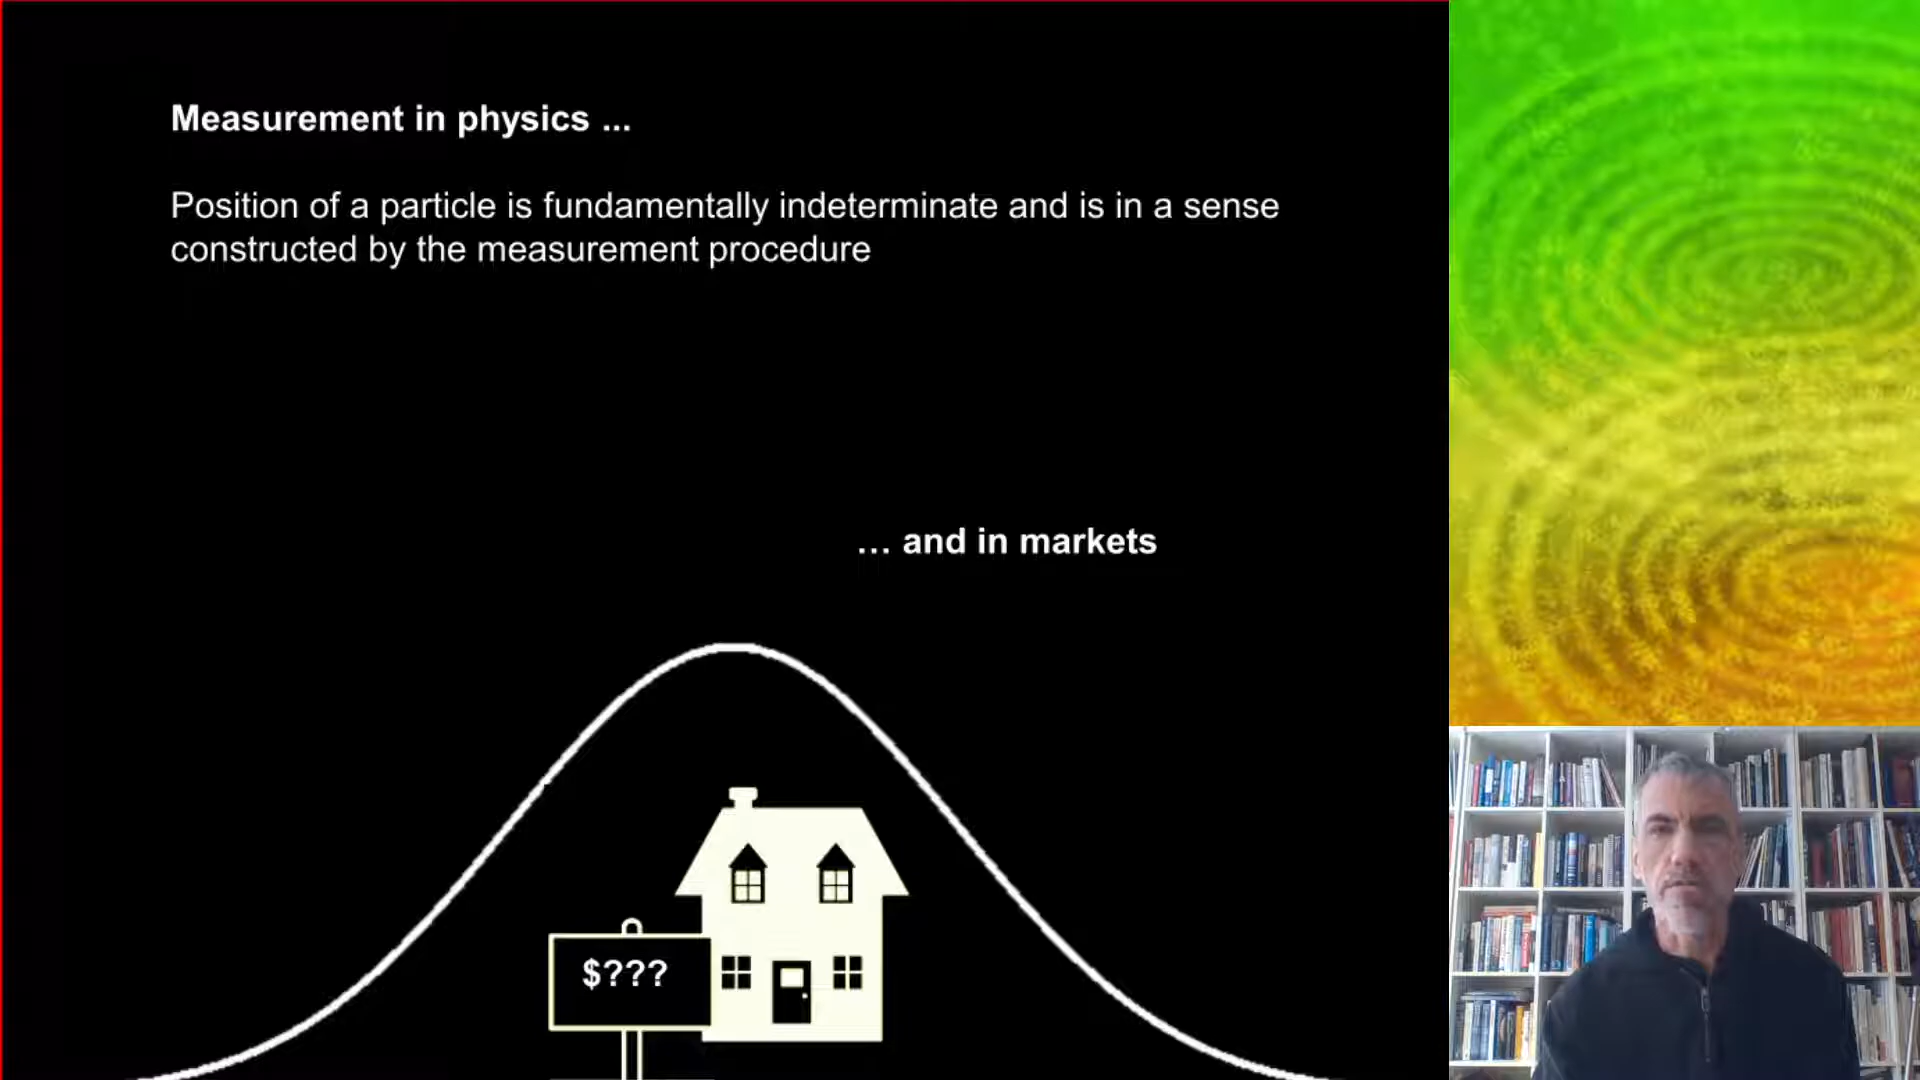 Measurement in physics ...
Position of a particle is fundamentally indeterminate and is in a sense
constructed by the measurement procedure
… and in markets
$???